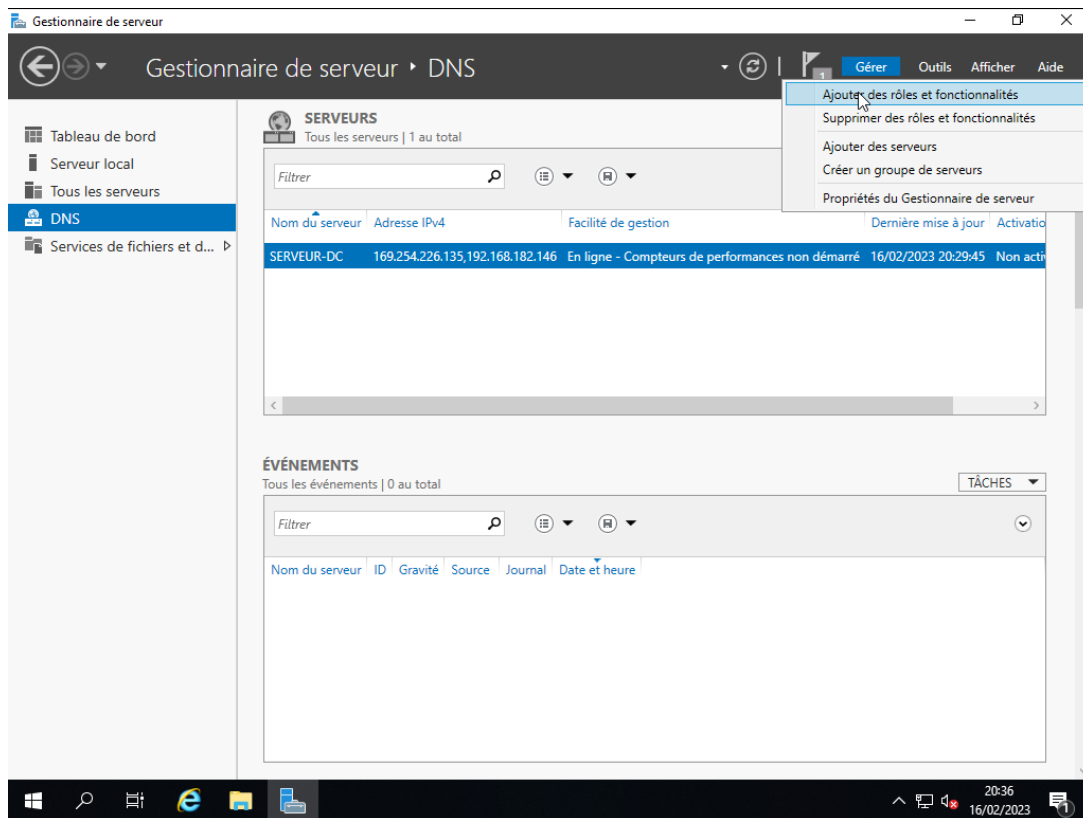 Gestionnaire de serveur
Gestionnaire de serveur ‣ DNS
1
Gérer Outils Afficher Aide
Ajouter des rôles et fonctionnalités
Supprimer des rôles et fonctionnalités
Ajouter des serveurs
Créer un groupe de serveurs
Propriétés du Gestionnaire de serveur
Tableau de bord
Serveur local
Tous les serveurs
DNS
Services de fichiers et d...
SERVEURS
Tous les serveurs | 1 au total
Filtrer
Nom du serveur Adresse IPv4 Facilité de gestion Dernière mise à jour Activatio
SERVEUR-DC 169.254.226.135,192.168.182.146 En ligne - Compteurs de performances non démarré 16/02/2023 20:29:45 Non activ
ÉVÉNEMENTS
Tous les événements | 0 au total
TÂCHES
Filtrer
Nom du serveur ID Gravité Source Journal Date et heure
20:36
16/02/2023
1